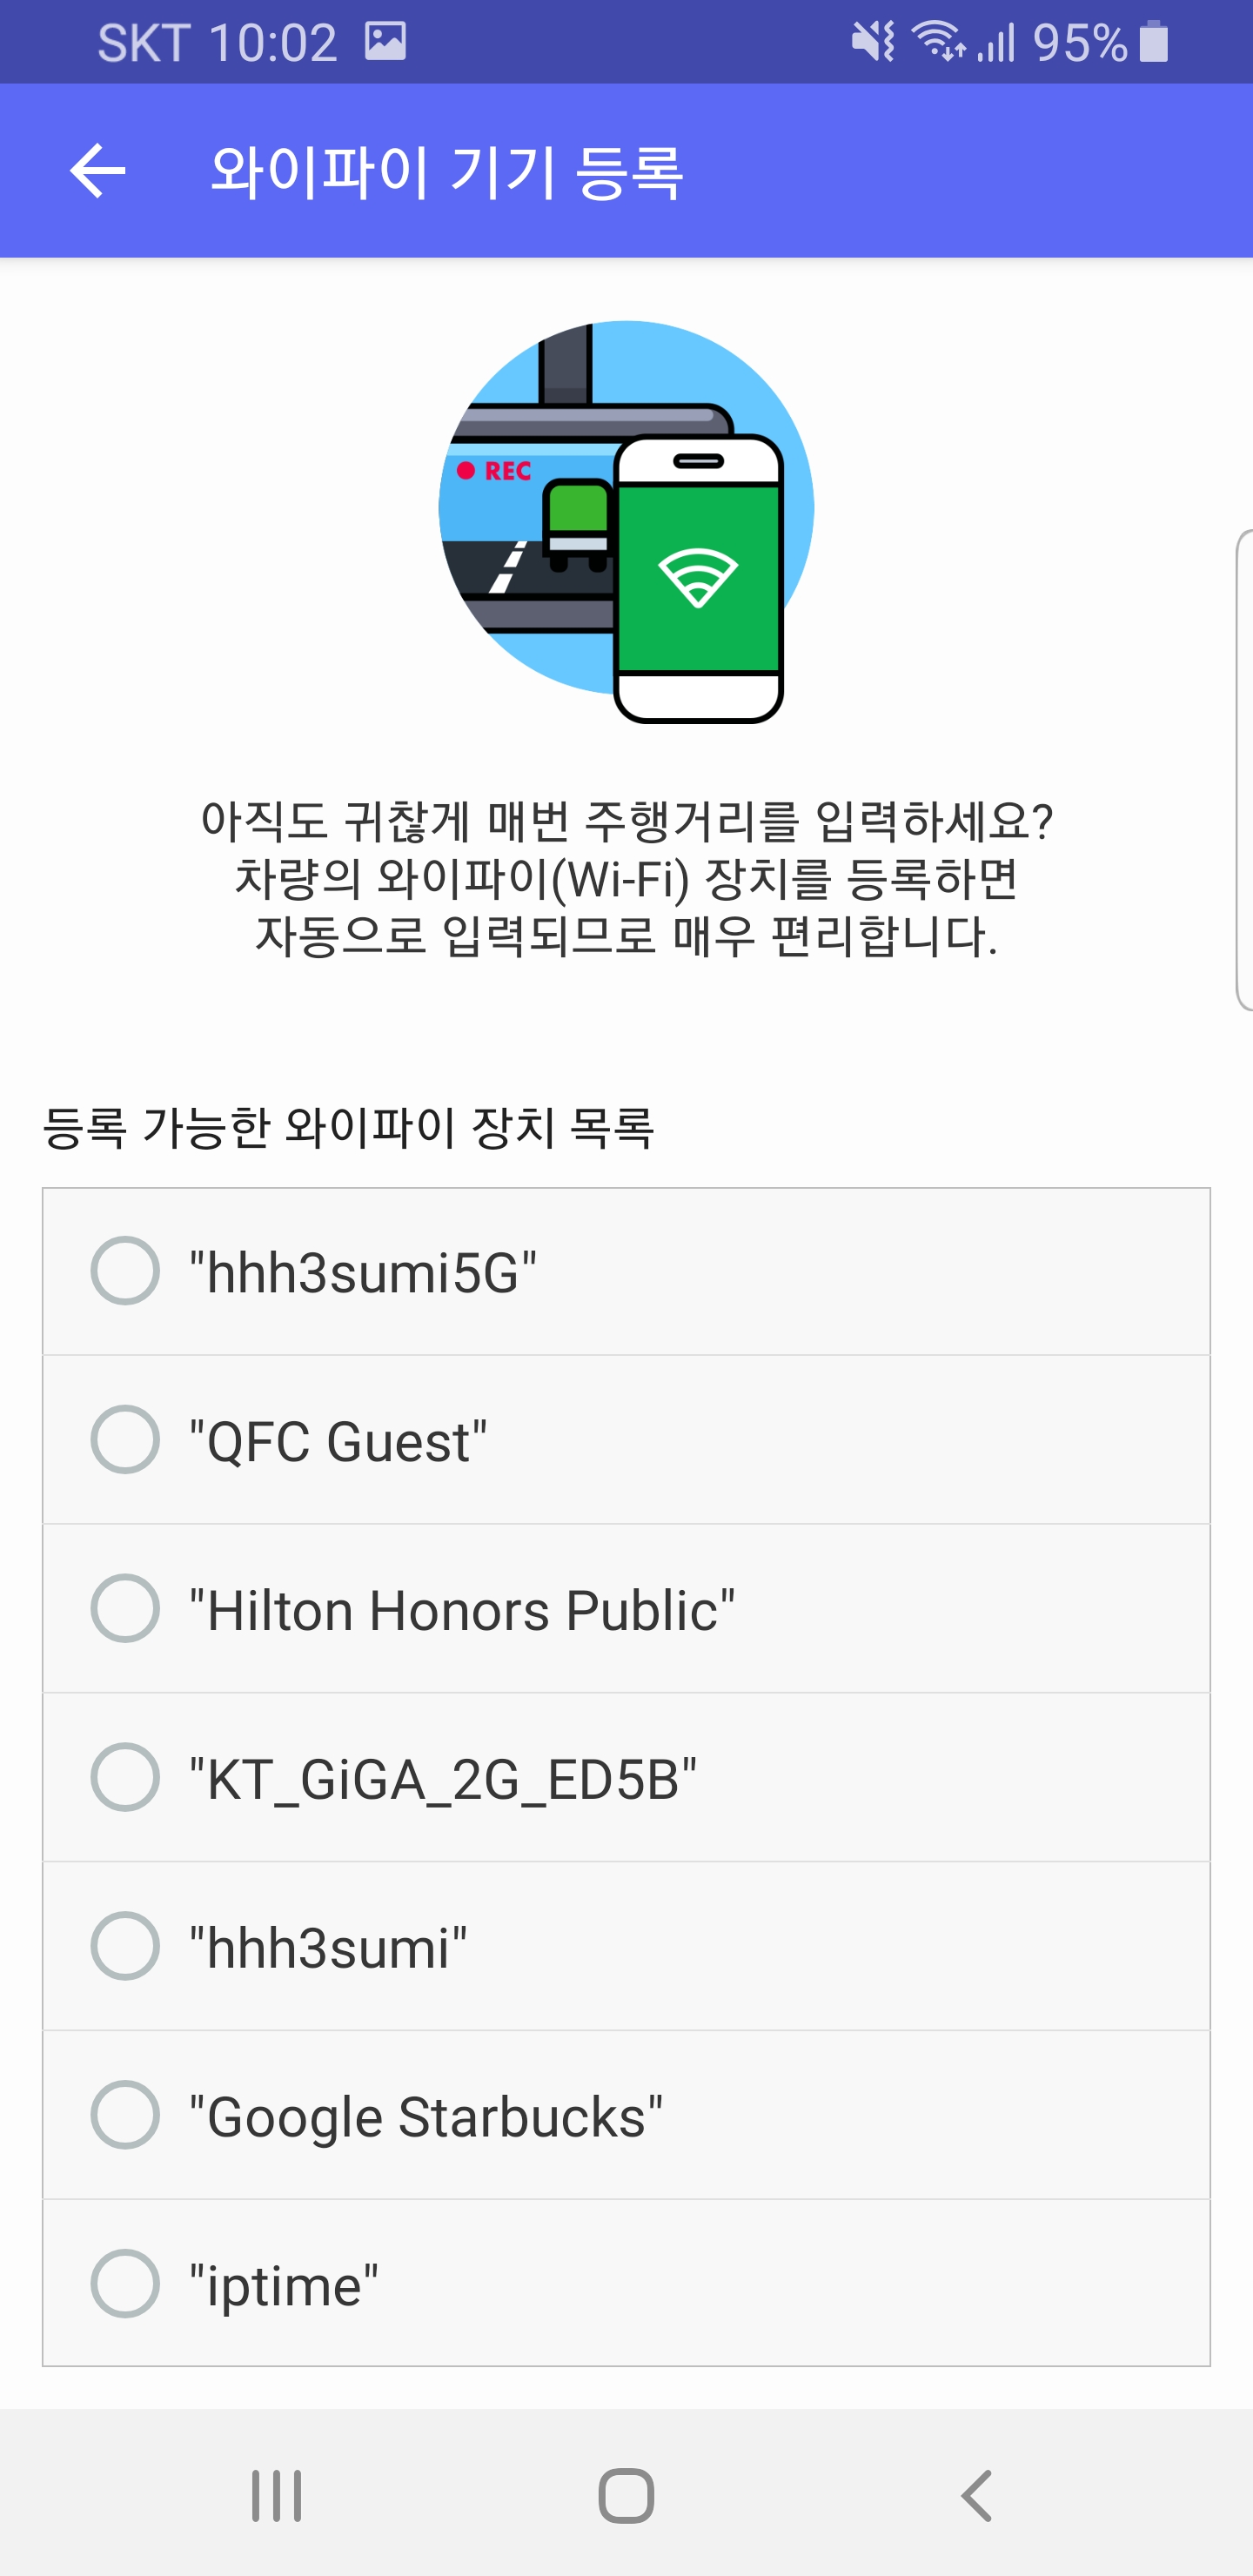 SKT 10:02 95%
와이파이 기기 등록
REC
아직도 귀찮게 매번 주행거리를 입력하세요?
차량의 와이파이(Wi-Fi) 장치를 등록하면
자동으로 입력되므로 매우 편리합니다.
등록 가능한 와이파이 장치 목록
"hhh3sumi5G"
"QFC Guest"
"Hilton Honors Public"
"KT_GiGA_2G_ED5B"
"hhh3sumi"
"Google Starbucks"
"iptime"